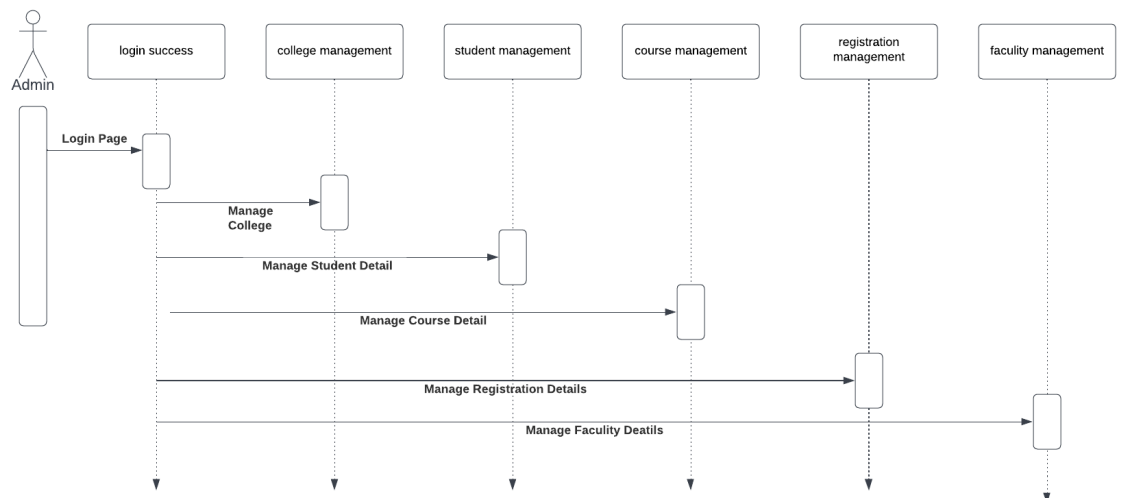 Admin
login success
college management
student management
course management
registration
management
faculity management
Login Page
Manage
College
Manage Student Detail
Manage Course Detail
Manage Registration Details
Manage Faculity Deatils